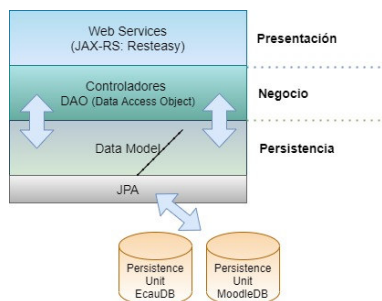 Web Services
(JAX-RS: Resteasy)
Presentación
Controladores
DAO (Data Access Object)
Negocio
Data Model
Persistencia
JPA
Persistence
Unit
EcauDB
Persistence
Unit
MoodleDB